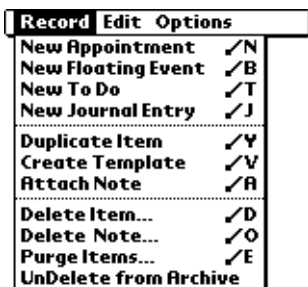 Record Edit Options
New Appointment /N
New Floating Event /B
New To Do /T
New Journal Entry /J
Duplicate Item /Y
Create Template /V
Attach Note /A
Delete Item... /D
Delete Note... /O
Purge Items... /E
UnDelete from Archive